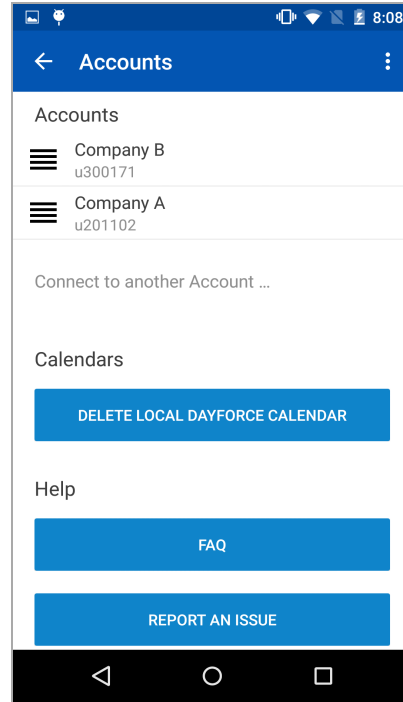 8:08
Accounts
Accounts
Company B
u300171
Company A
u201102
Connect to another Account ...
Calendars
DELETE LOCAL DAYFORCE CALENDAR
Help
FAQ
REPORT AN ISSUE